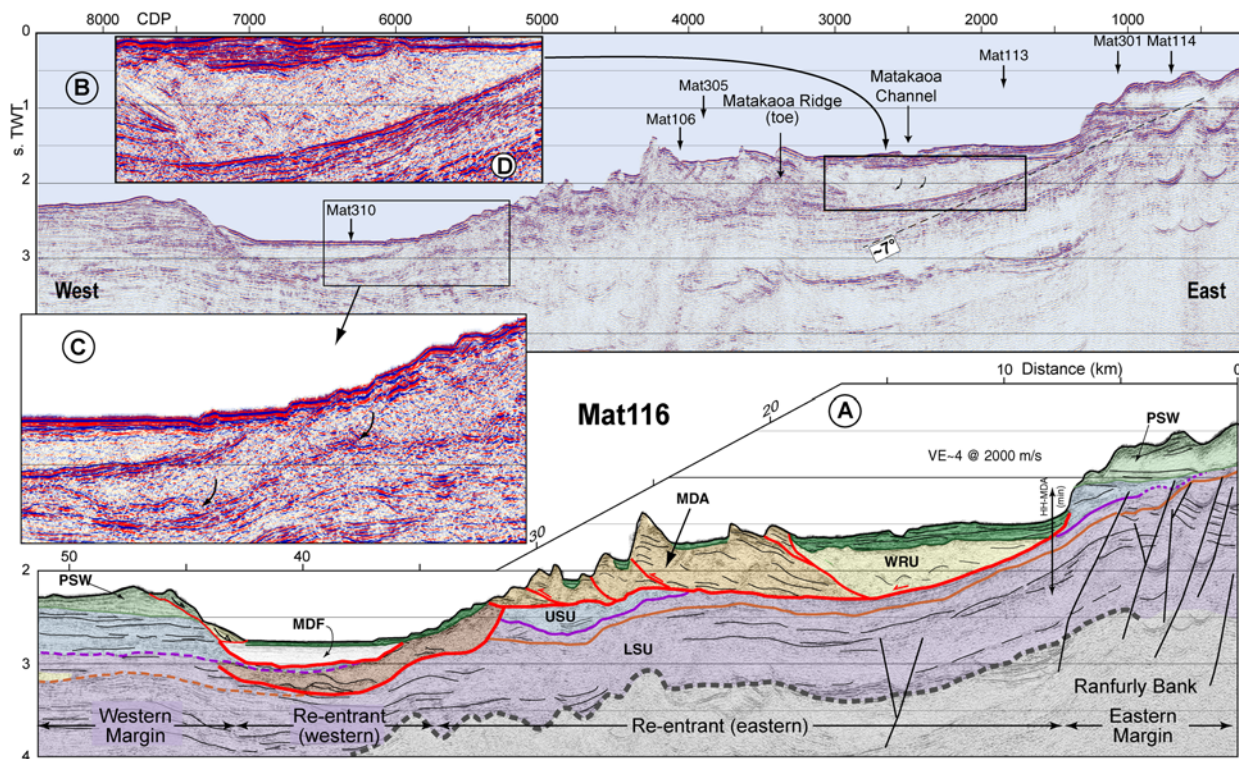 8000 CDP 7000 6000 5000 4000 3000 2000 1000
0
B
1
s. TWT
2
3
D
Mat310
Mat106
Mat305
Matakaoa Ridge
(toe)
Matakaoa
Channel
Mat113
Mat301 Mat114
~7°
West
East
C
Mat116
A
10 Distance (km) 0
20
30
50 40
VE~4 @ 2000 m/s
HH-MDA
(min)
PSW
MDA
WRU
PSW
MDF
USU
LSU
2
3
4
Ranfurly Bank
Western
Margin
Re-entrant
(western)
Re-entrant (eastern)
Eastern
Margin